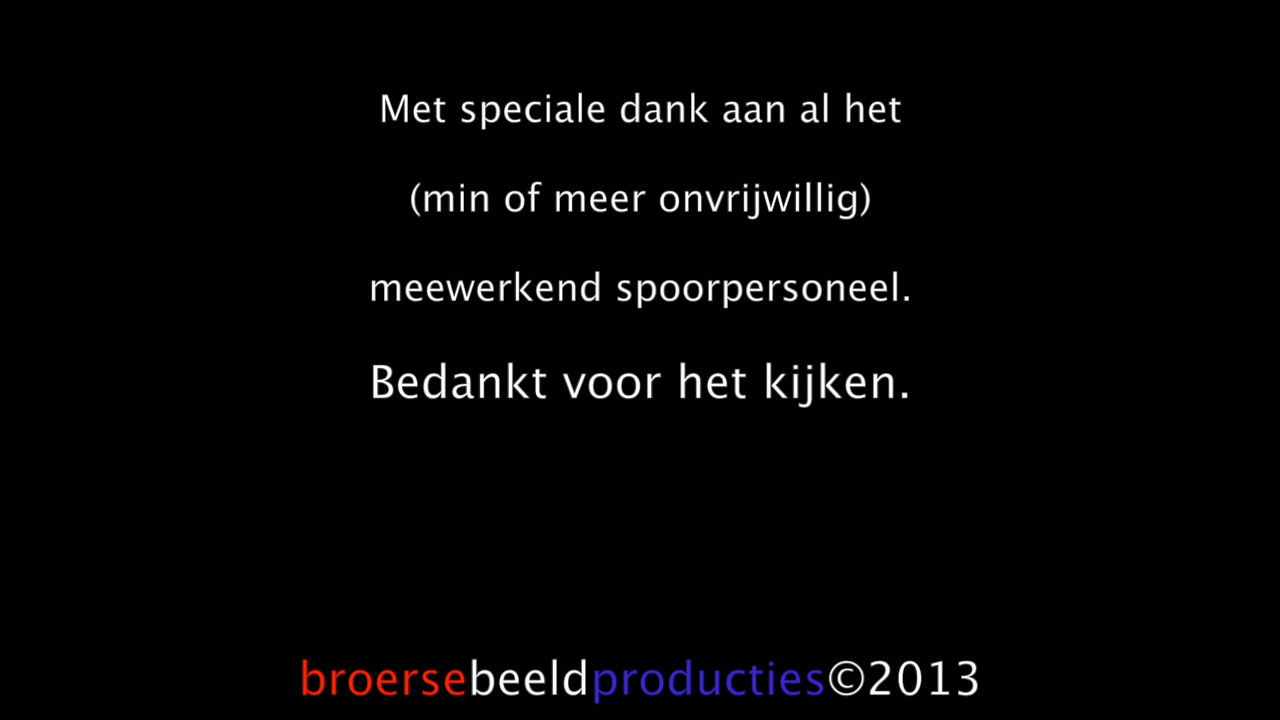 Met speciale dank aan al het
(min of meer onvrijwillig)
meewerkend spoorpersoneel.
Bedankt voor het kijken.
broersebeeldproducties©2013